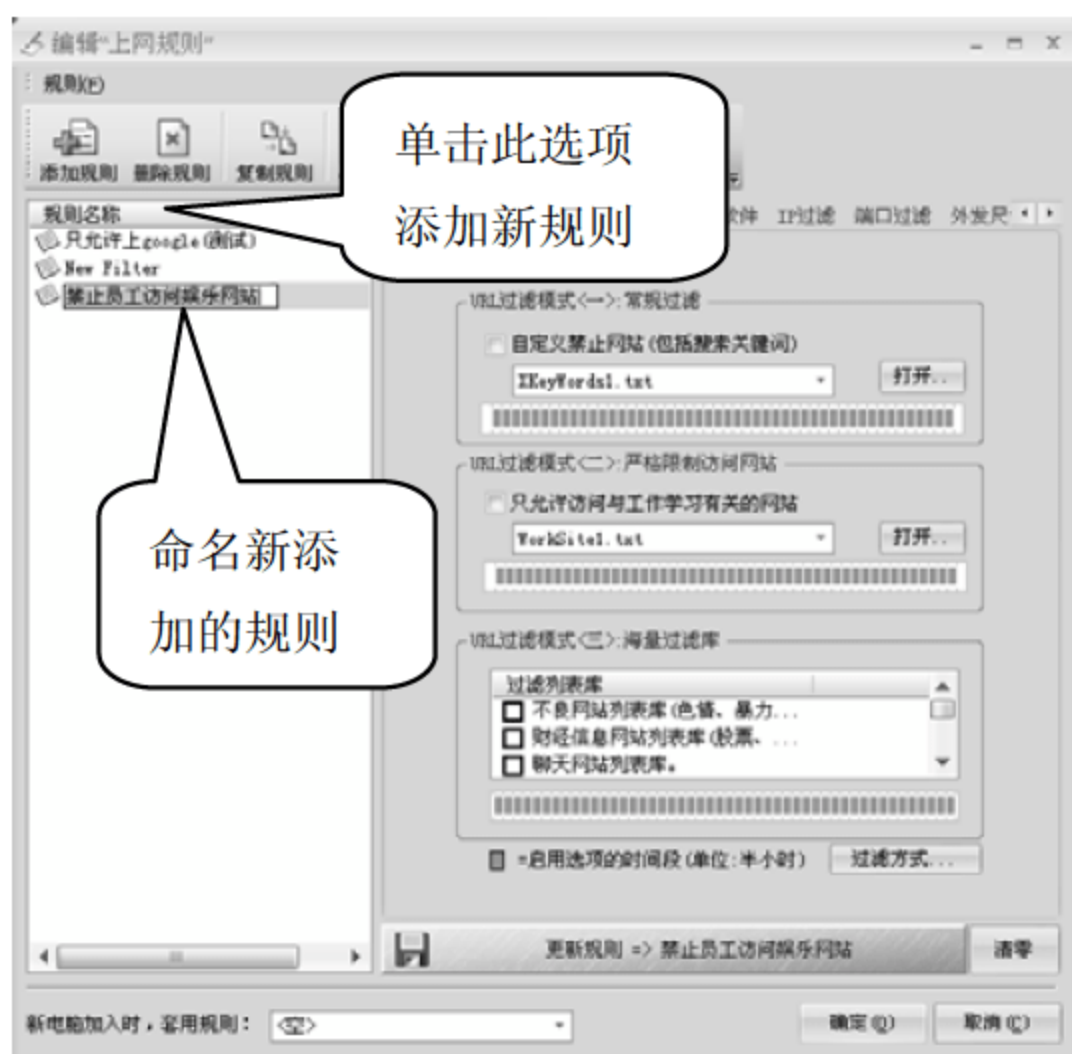 编辑“上网规则”
规则(F)
单击此选项
添加新规则
添加规则 删除规则 复制规则
规则名称
软件 IP过滤 端口过滤 外发尺
只允许上google(测试)
New Filter
禁止员工访问娱乐网站
URL过滤模式<一>:常规过滤
自定义禁止网站(包括搜索关键词)
XKeyWords1.txt
打开..
URL过滤模式<二>:严格限制访问网站
只允许访问与工作学习有关的网站
WorkSite1.txt
打开..
命名新添
加的规则
URL过滤模式<三>:海量过滤库
过滤列表库
不良网站列表库(色情、暴力...
财经信息网站列表库(股票、...
聊天网站列表库。
=启用选项的时间段(单位:半小时)
过滤方式...
更新规则 => 禁止员工访问娱乐网站
清零
新电脑加入时,套用规则:
<空>
确定(O)
取消(C)